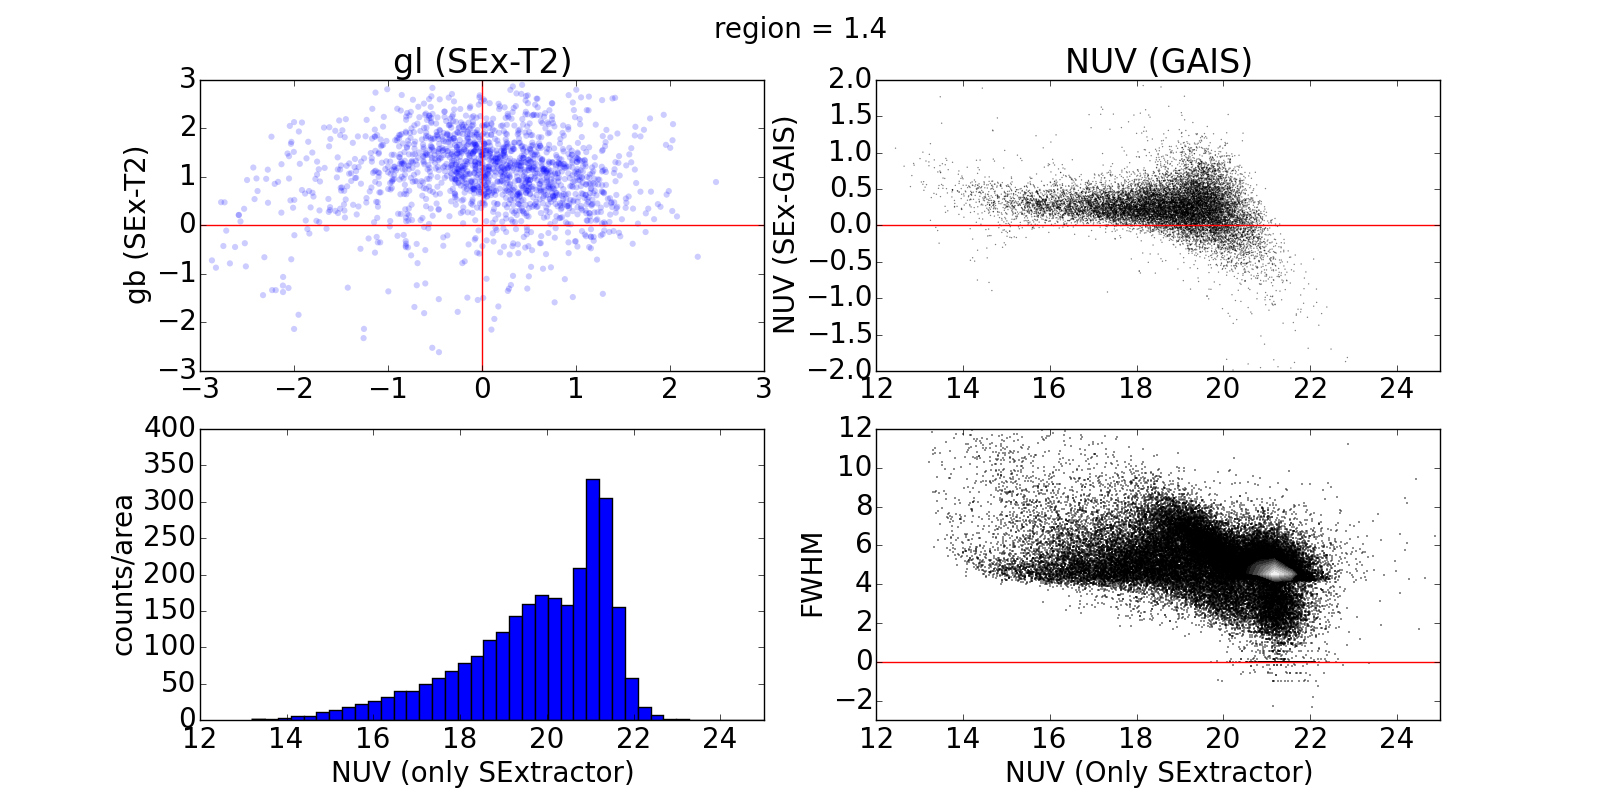 region = 1.4
gl (SEx-T2)
NUV (GAIS)
gb (SEx-T2)
3
2
1
0
−1
−2
−3
−3 −2 −1 0 1 2 3
NUV (SEx-GAIS)
2.0
1.5
1.0
0.5
0.0
−0.5
−1.0
−1.5
−2.0
12 14 16 18 20 22 24
counts/area
400
350
300
250
200
150
100
50
0
12 14 16 18 20 22 24
NUV (only SExtractor)
FWHM
12
10
8
6
4
2
0
−2
12 14 16 18 20 22 24
NUV (Only SExtractor)